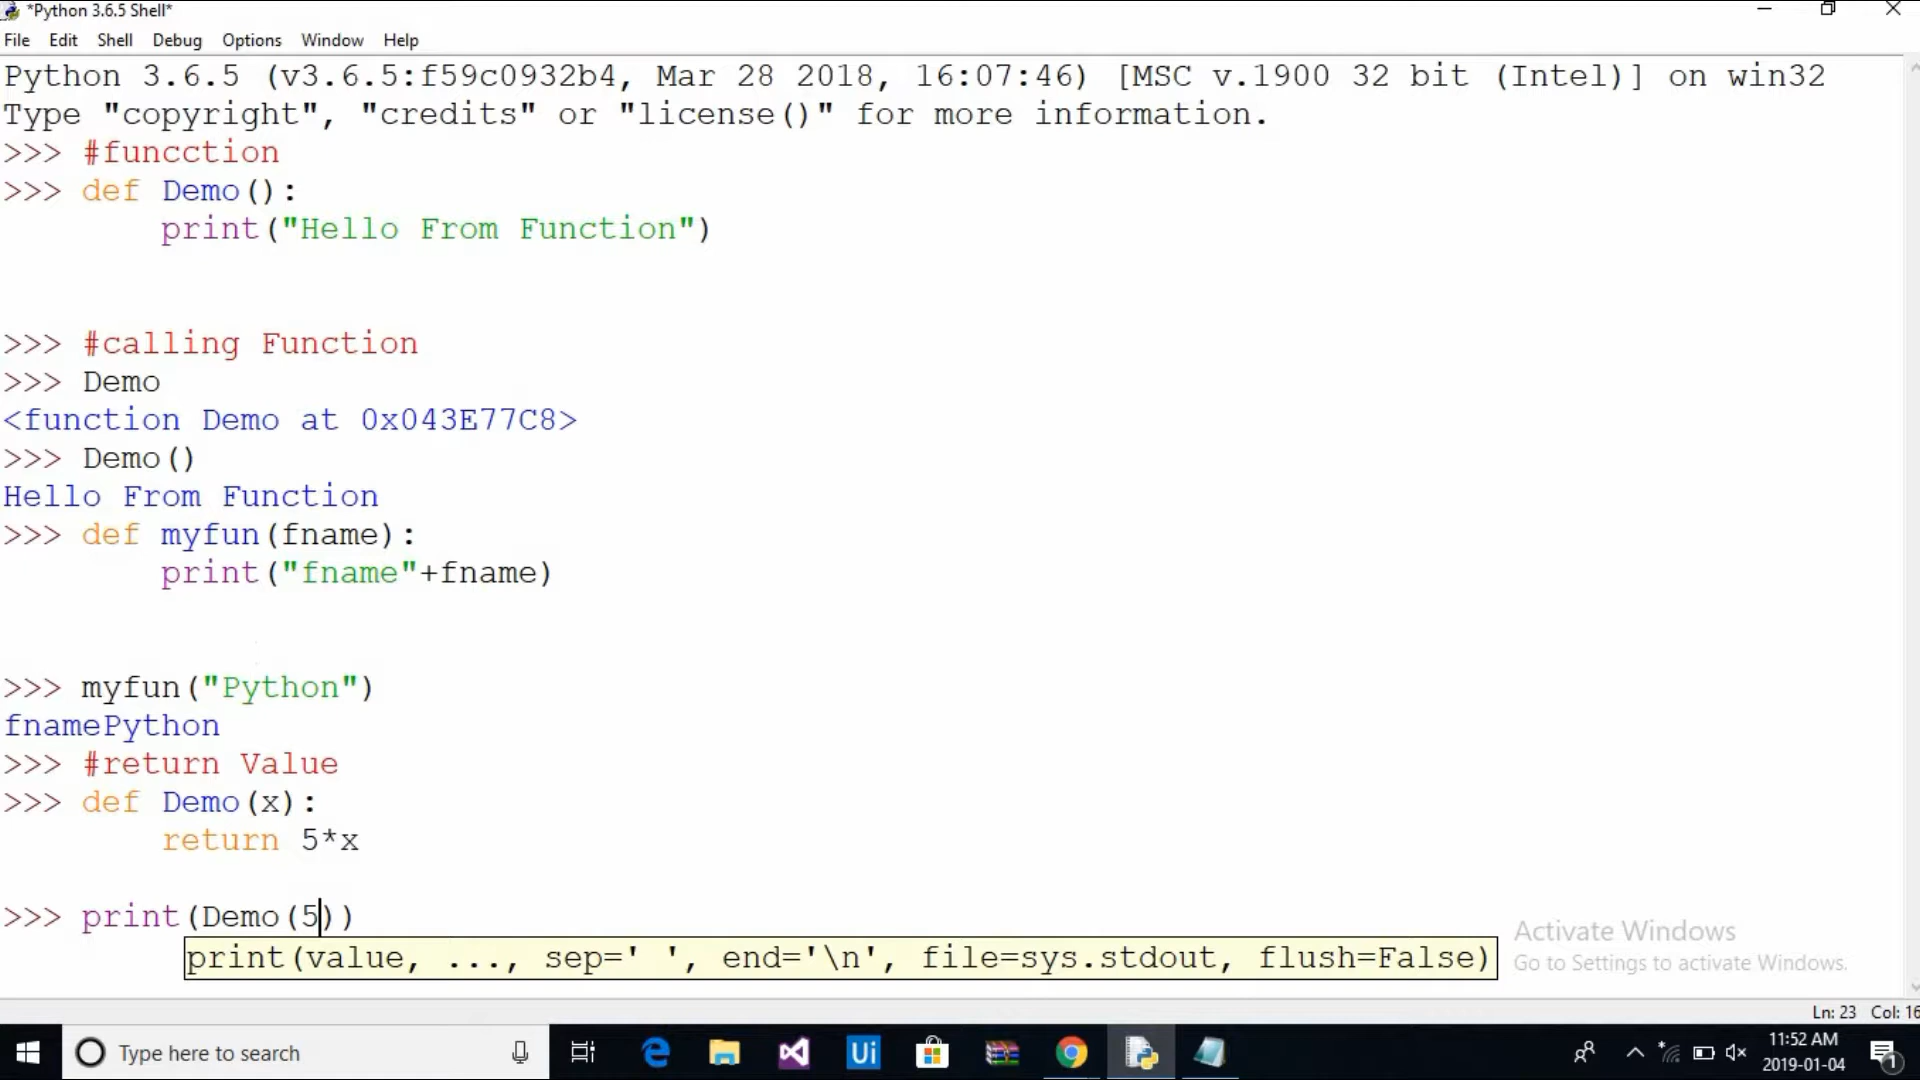 *Python 3.6.5 Shell*
File Edit Shell Debug Options Window Help
Python 3.6.5 (v3.6.5:f59c0932b4, Mar 28 2018, 16:07:46) [MSC v.1900 32 bit (Intel)] on win32
Type "copyright", "credits" or "license()" for more information.
>>> #funcction
>>> def Demo():
        print("Hello From Function")
>>> #calling Function
>>> Demo
<function Demo at 0x043E77C8>
>>> Demo()
Hello From Function
>>> def myfun(fname):
        print("fname"+fname)
>>> myfun("Python")
fnamePython
>>> #return Value
>>> def Demo(x):
        return 5*x
>>> print(Demo(5))
print(value, ..., sep=' ', end='\n', file=sys.stdout, flush=False)
Activate Windows
Go to Settings to activate Windows.
Ln: 23 Col: 16
Type here to search
Ui
11:52 AM
2019-01-04
1